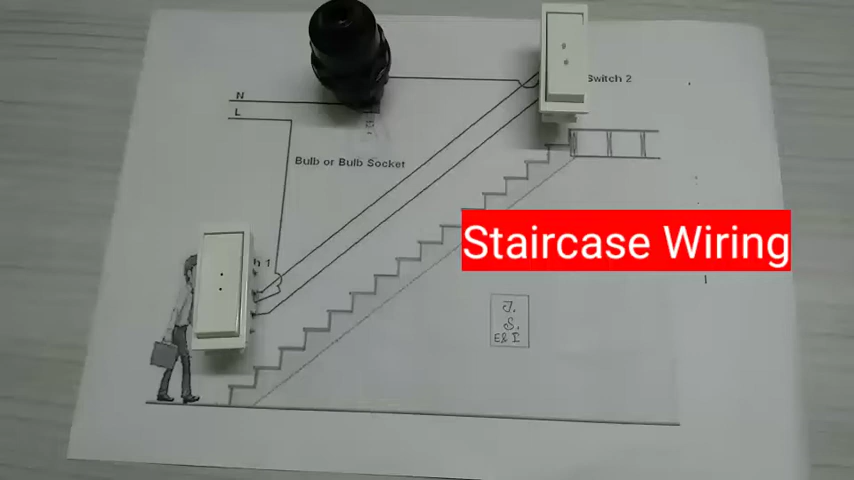 Switch 2
N
L
Bulb or Bulb Socket
Staircase Wiring
h 1
J.
S.
E& I